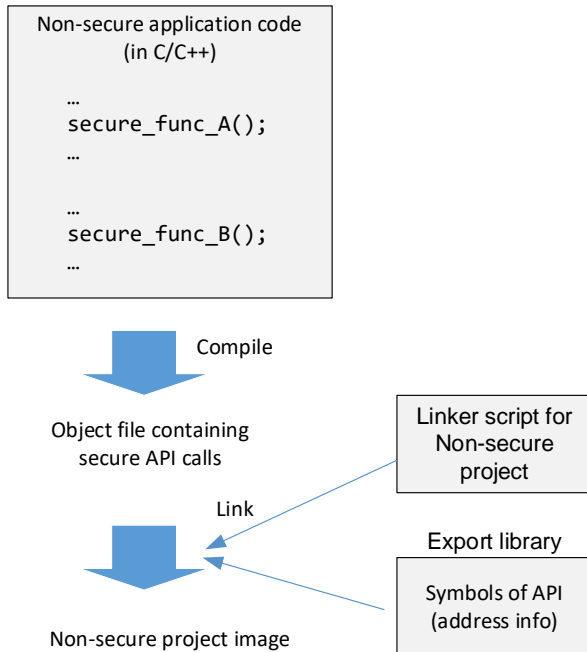 Non-secure application code
(in C/C++)
…
secure_func_A();
…
…
secure_func_B();
…
Compile
Object file containing
secure API calls
Linker script for
Non-secure
project
Link
Export library
Symbols of API
(address info)
Non-secure project image